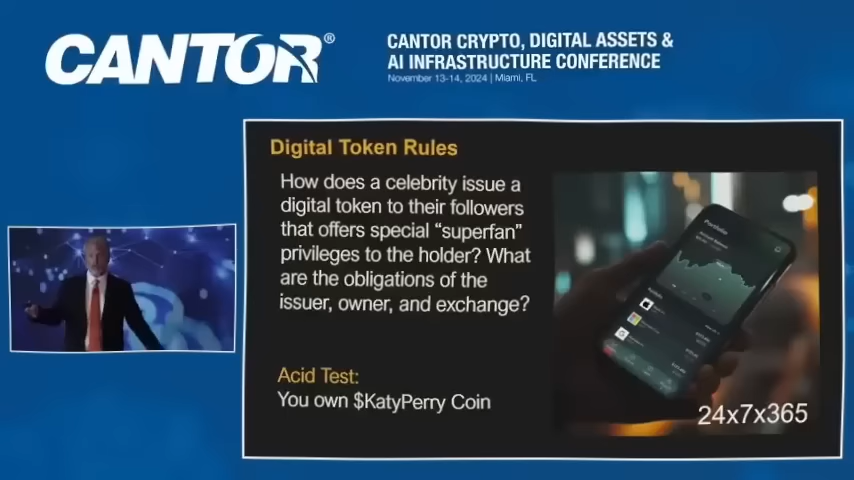 CANTOR®
CANTOR CRYPTO, DIGITAL ASSETS &
AI INFRASTRUCTURE CONFERENCE
November 13-14, 2024 | Miami, FL
Digital Token Rules
How does a celebrity issue a
digital token to their followers
that offers special “superfan”
privileges to the holder? What
are the obligations of the
issuer, owner, and exchange?
Acid Test:
You own $KatyPerry Coin
Portfolio
24x7x365